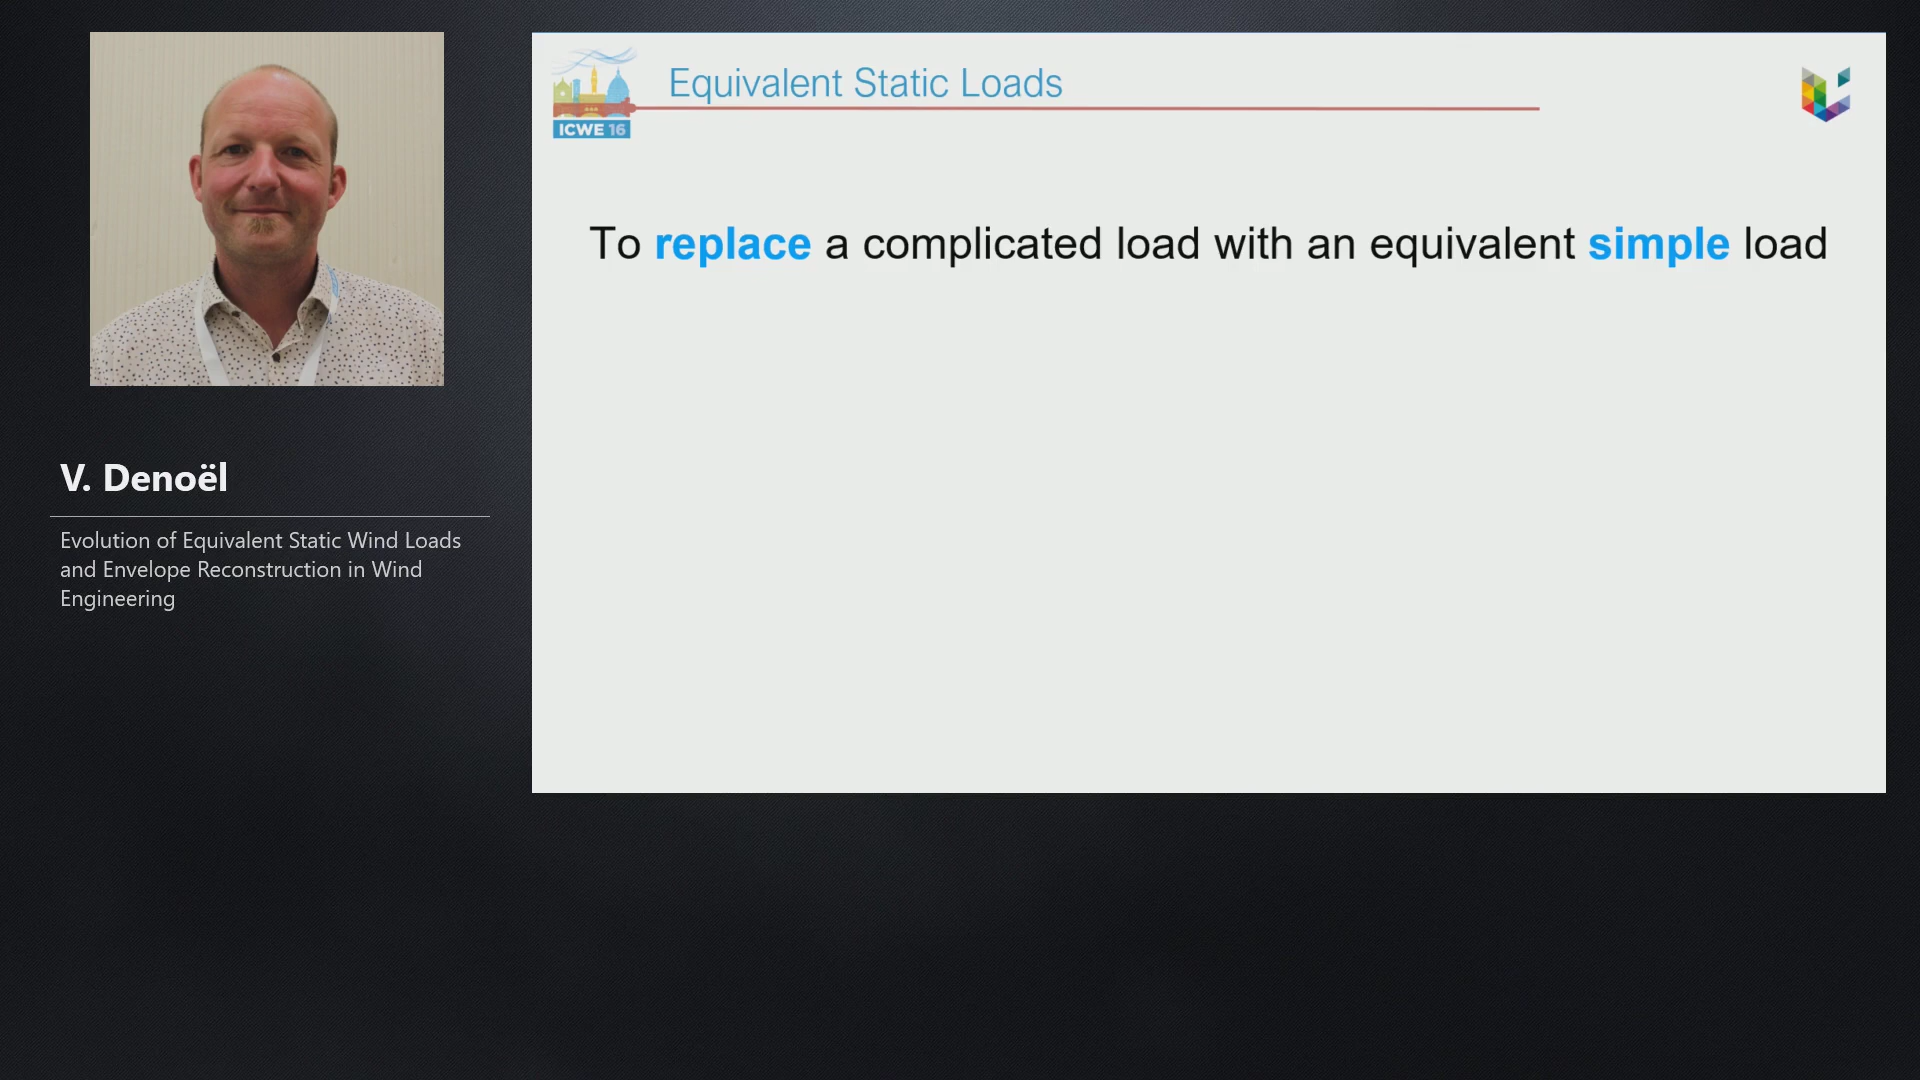 ICWE 16
Equivalent Static Loads
To replace a complicated load with an equivalent simple load
V. Denoël
Evolution of Equivalent Static Wind Loads
and Envelope Reconstruction in Wind
Engineering